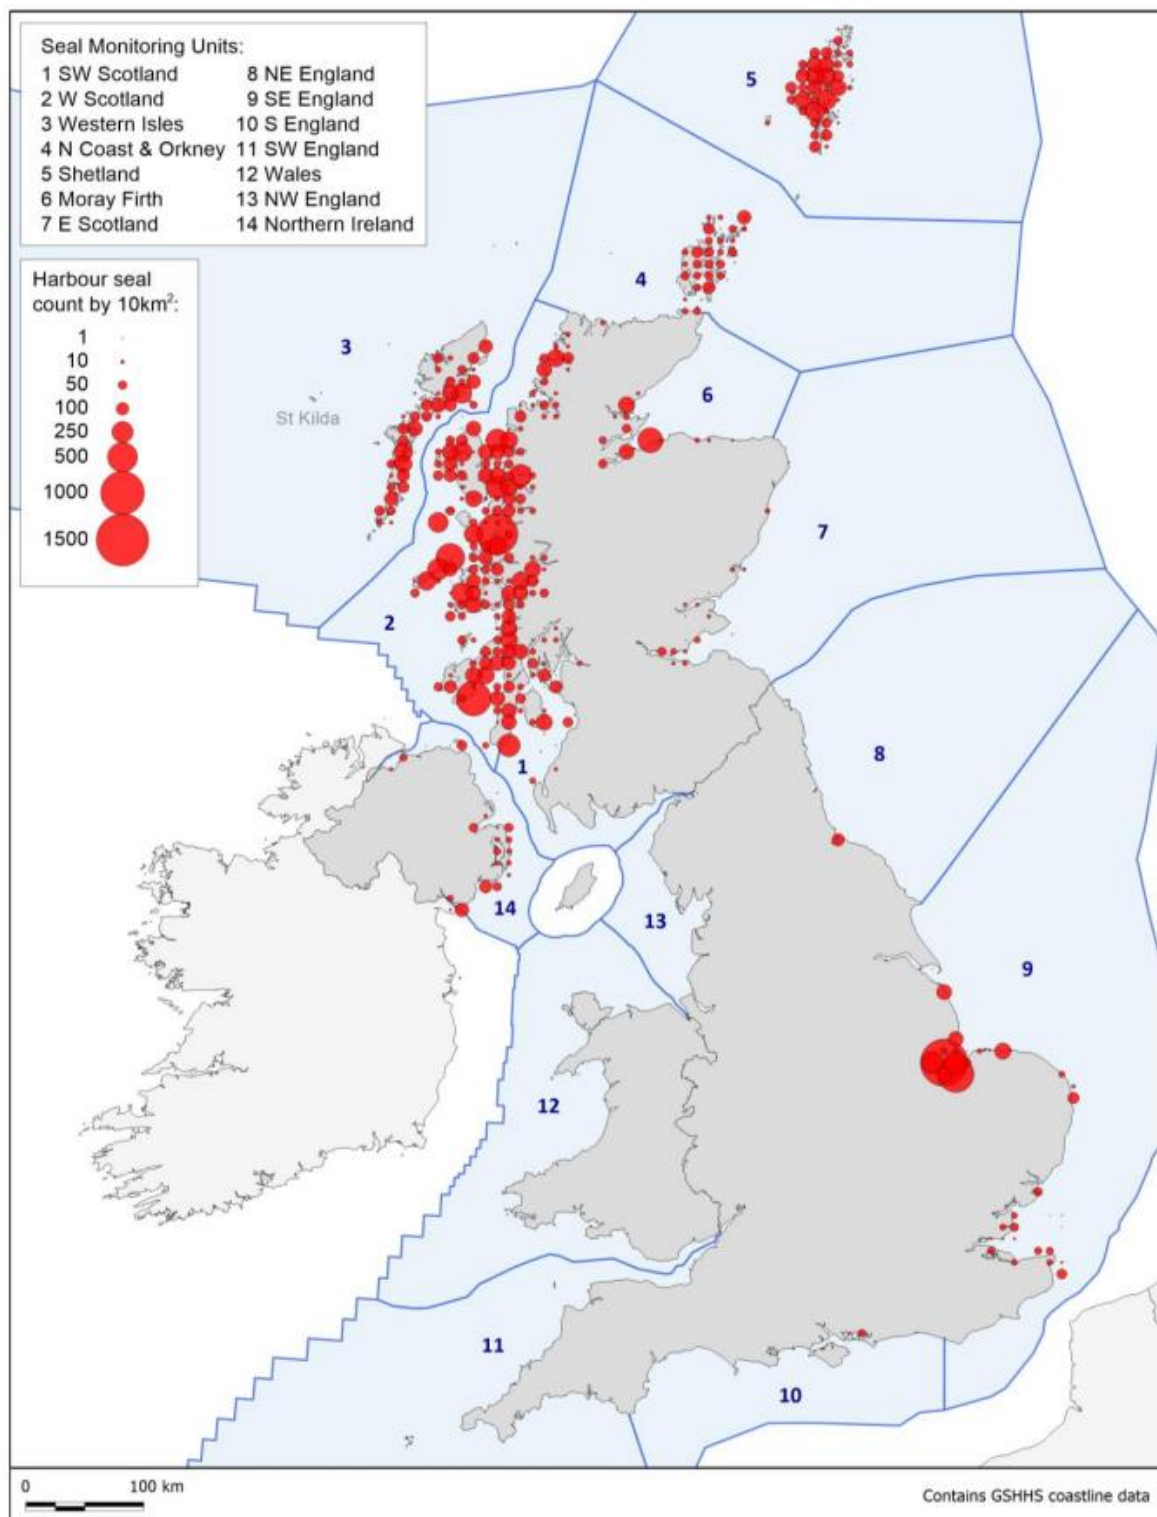 Seal Monitoring Units:
1 SW Scotland 8 NE England
2 W Scotland 9 SE England
3 Western Isles 10 S England
4 N Coast & Orkney 11 SW England
5 Shetland 12 Wales
6 Moray Firth 13 NW England
7 E Scotland 14 Northern Ireland
Harbour seal
count by 10km²:
1
10
50
100
250
500
1000
1500
5
4
3
6
St Kilda
7
2
8
1
14
13
9
12
11
10
0 100 km
Contains GSHHS coastline data